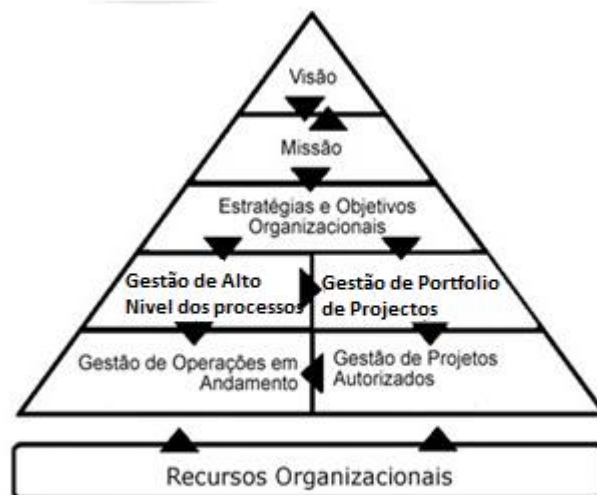 Visão
Missão
Estratégias e Objetivos
Organizacionais
Gestão de Alto
Nivel dos processos
Gestão de Portfolio
de Projectos
Gestão de Operações em
Andamento
Gestão de Projetos
Autorizados
Recursos Organizacionais